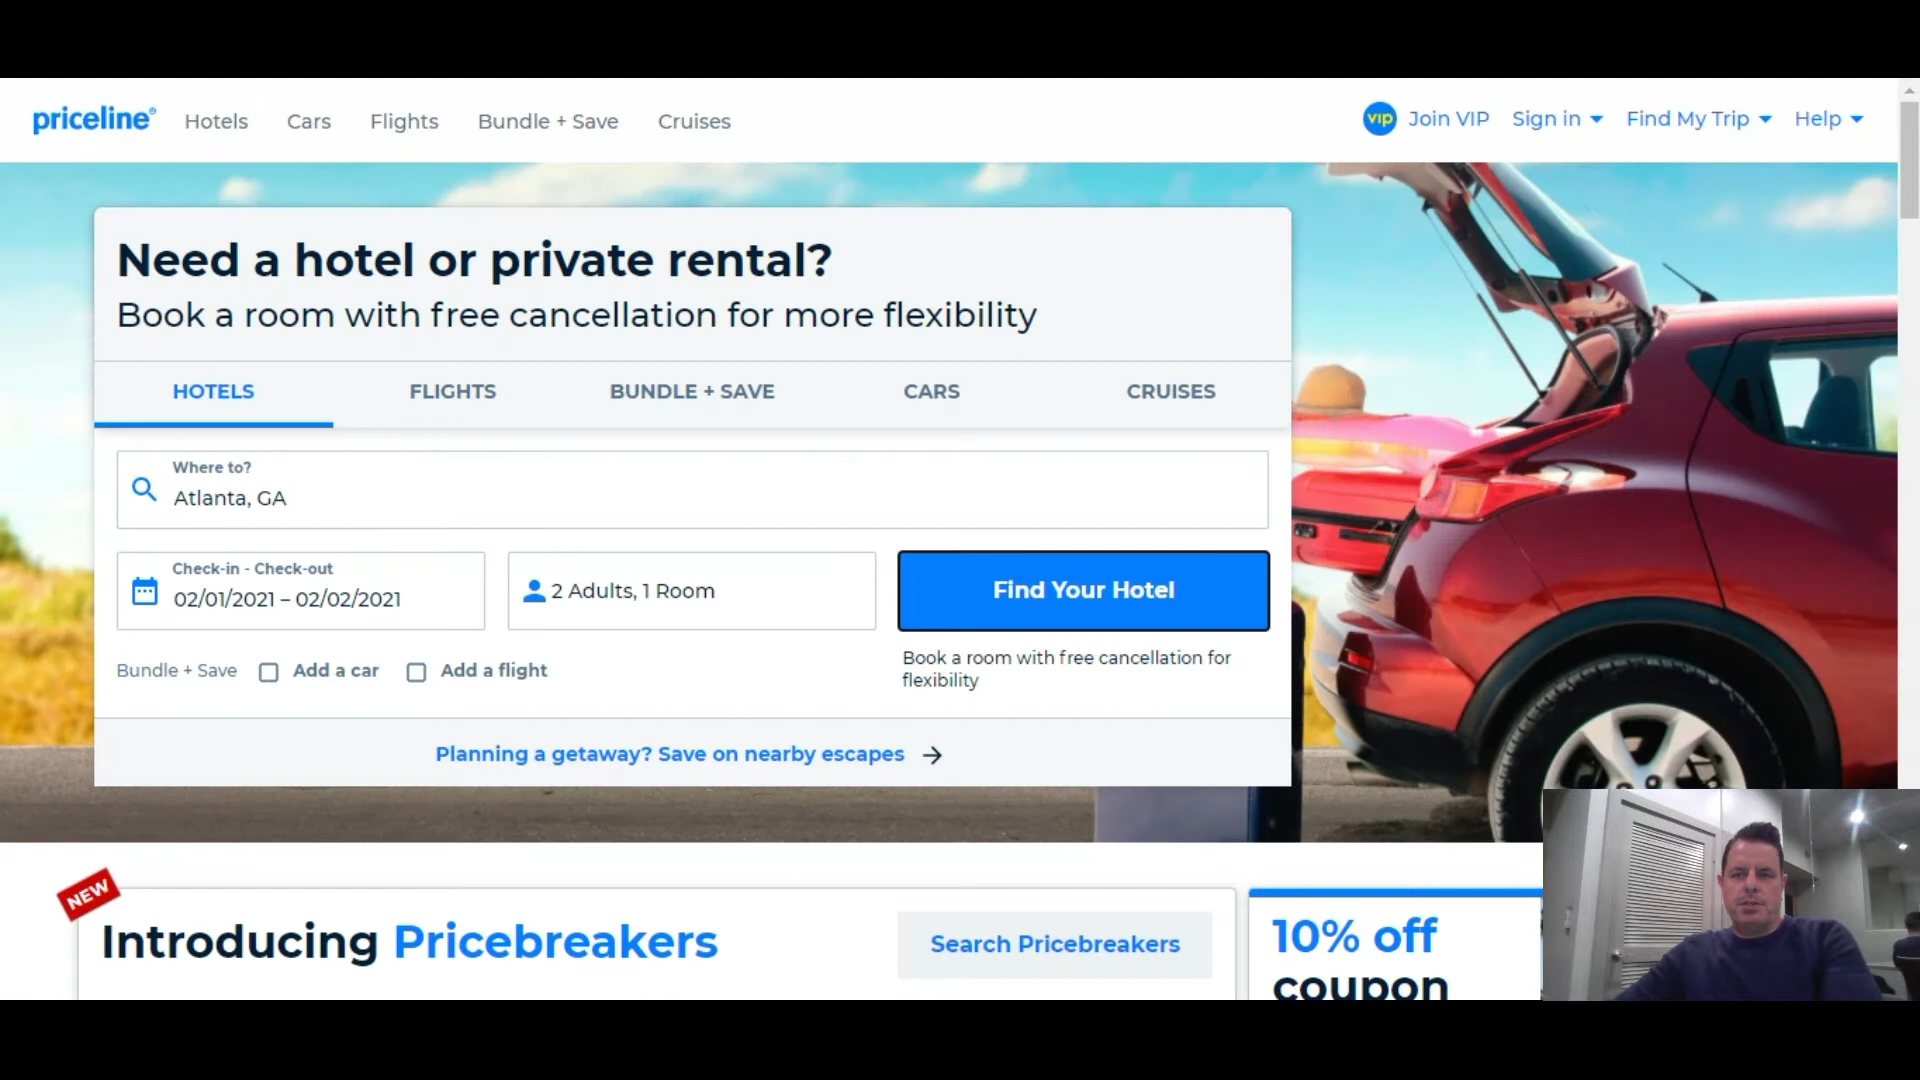 priceline®
Hotels
Cars
Flights
Bundle + Save
Cruises
VIP
Join VIP
Sign in
Find My Trip
Help
Need a hotel or private rental?
Book a room with free cancellation for more flexibility
HOTELS
FLIGHTS
BUNDLE + SAVE
CARS
CRUISES
Where to?
Atlanta, GA
Check-in - Check-out
02/01/2021 – 02/02/2021
2 Adults, 1 Room
Find Your Hotel
Bundle + Save
Add a car
Add a flight
Book a room with free cancellation for
flexibility
Planning a getaway? Save on nearby escapes
NEW
Introducing Pricebreakers
Search Pricebreakers
10% off
coupon